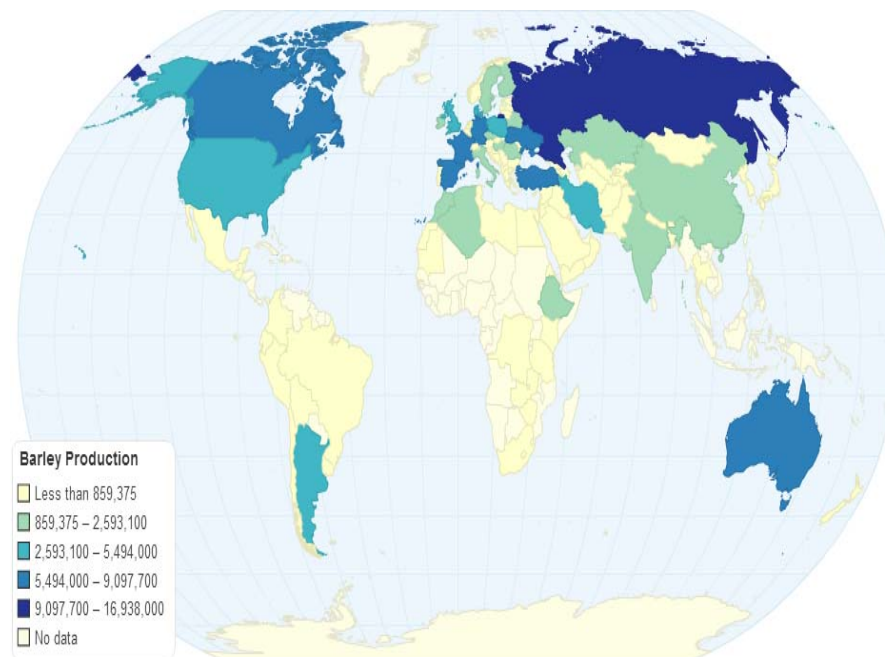 Barley Production
Less than 859,375
859,375 – 2,593,100
2,593,100 – 5,494,000
5,494,000 – 9,097,700
9,097,700 – 16,938,000
No data